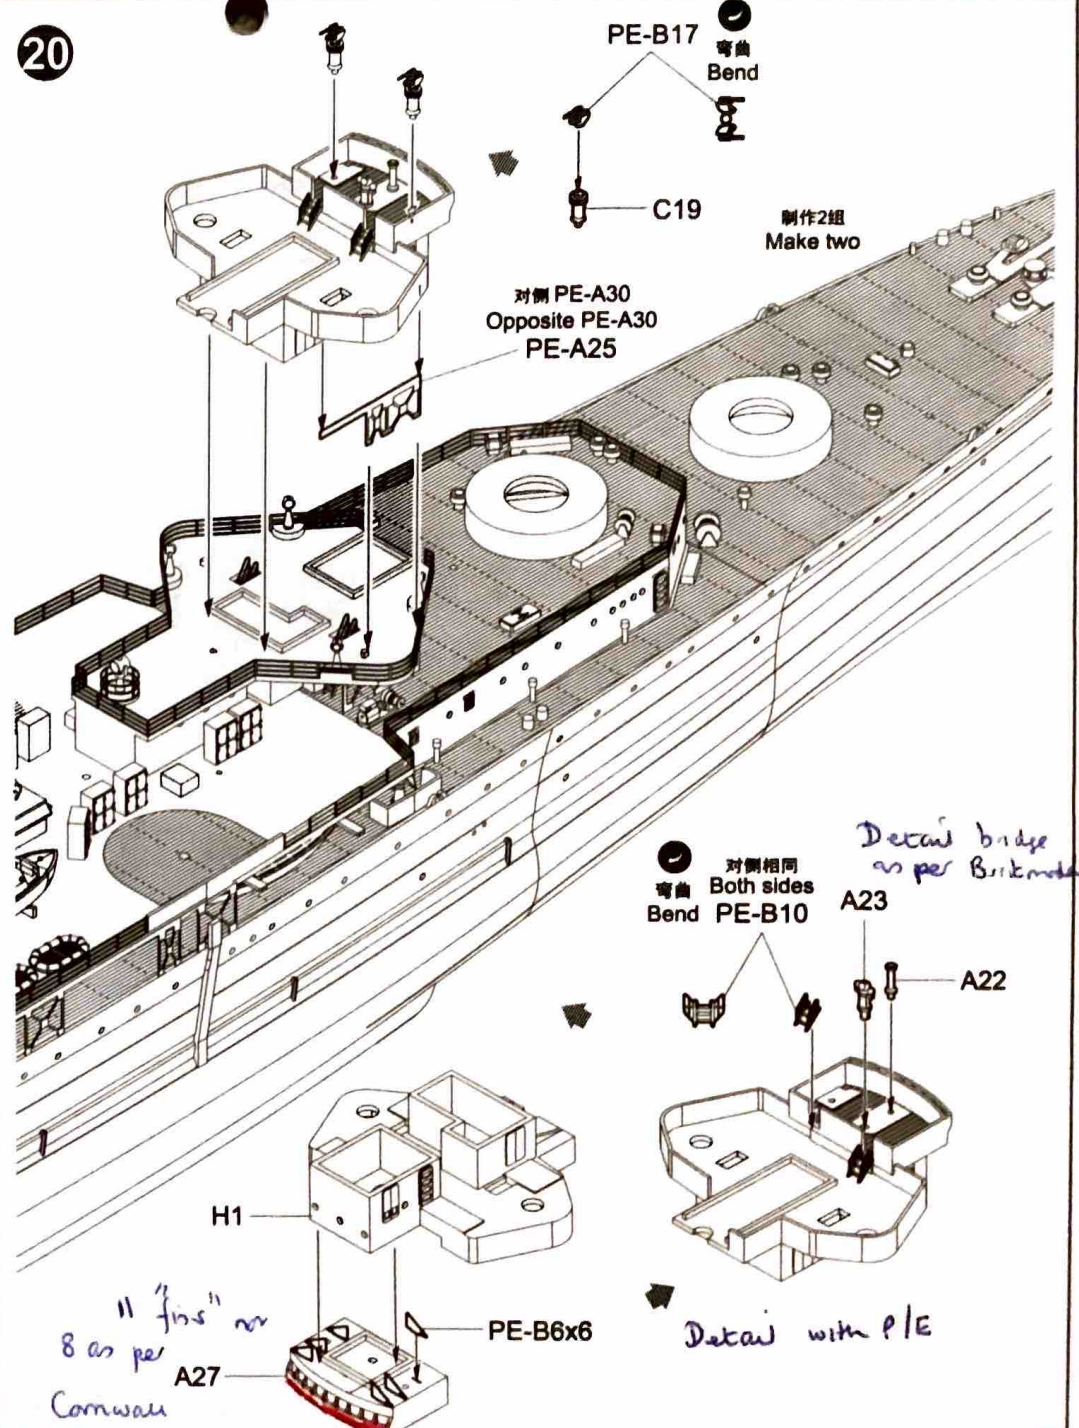 20
PE-B17
弯曲
Bend
C19
制作2组
Make two
对侧 PE-A30
Opposite PE-A30
PE-A25
Detail bridge
as per
弯曲
Bend
对侧相同
Both sides
PE-B10
A23
A22
H1
11 "fins" not
8 as per
Cornwall
A27
PE-B6x6
Detail with P/E